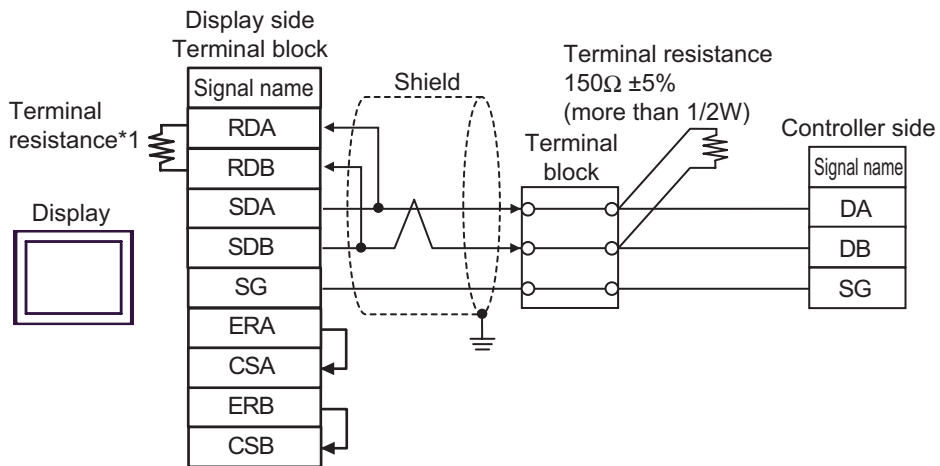 Display side
Terminal block
Signal name
RDA
RDB
SDA
SDB
SG
ERA
CSA
ERB
CSB
Terminal
resistance*1
Display
Shield
Terminal resistance
150Ω ±5%
(more than 1/2W)
Terminal
block
Controller side
Signal name
DA
DB
SG